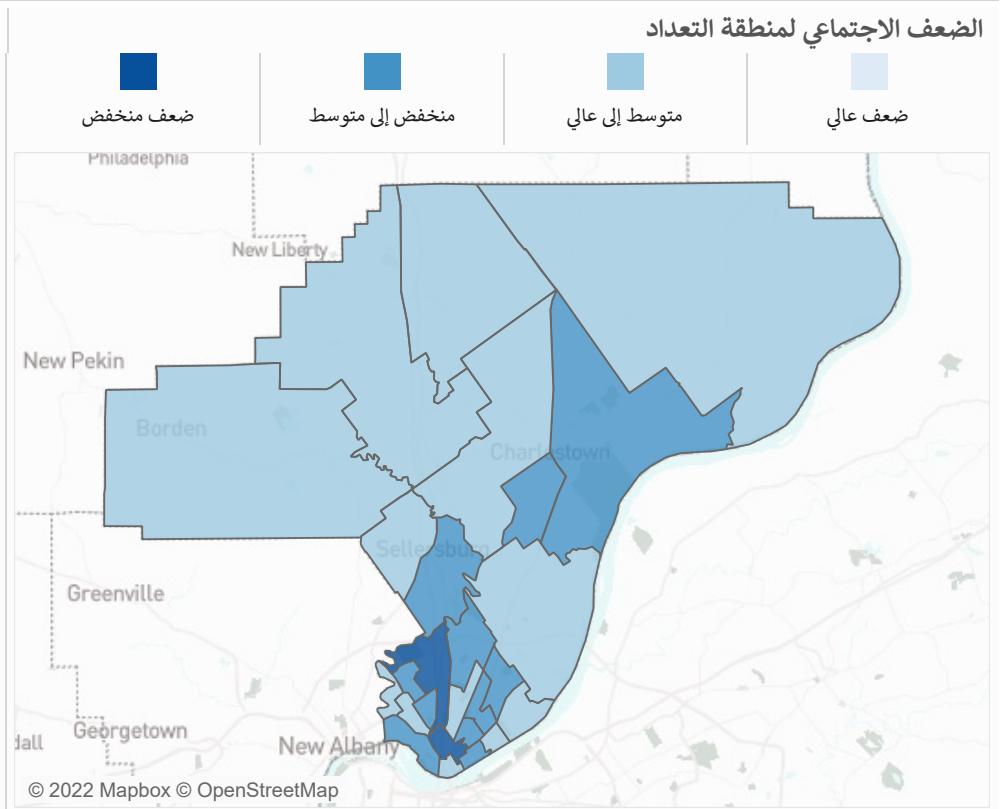 الضعف الاجتماعي لمنطقة التعداد
ضعف عالي
متوسط إلى عالي
منخفض إلى متوسط
ضعف منخفض
Philadelphia
New Liberty
New Pekin
Borden
Charlestown
Sellersburg
Greenville
Georgetown
dall
New Albany
© 2022 Mapbox © OpenStreetMap